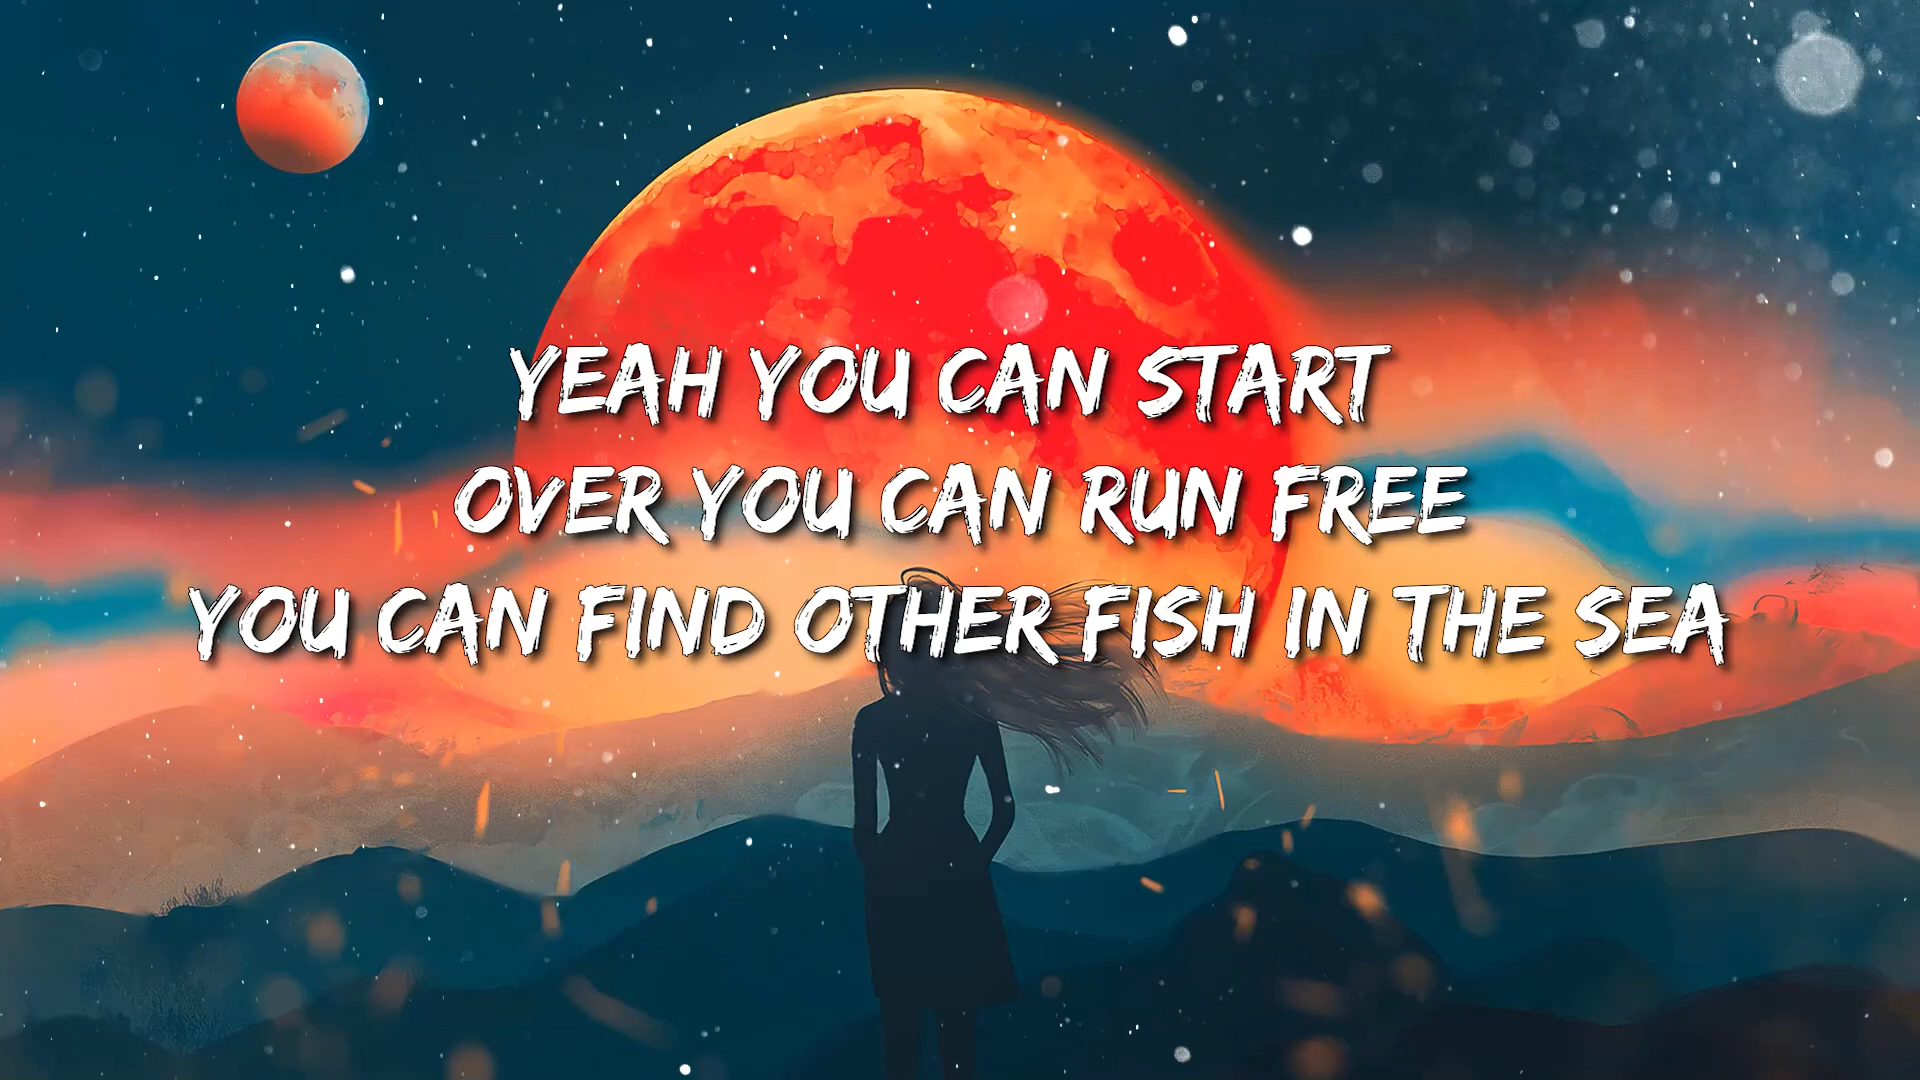 YEAH YOU CAN START
OVER YOU CAN RUN FREE
YOU CAN FIND OTHER FISH IN THE SEA